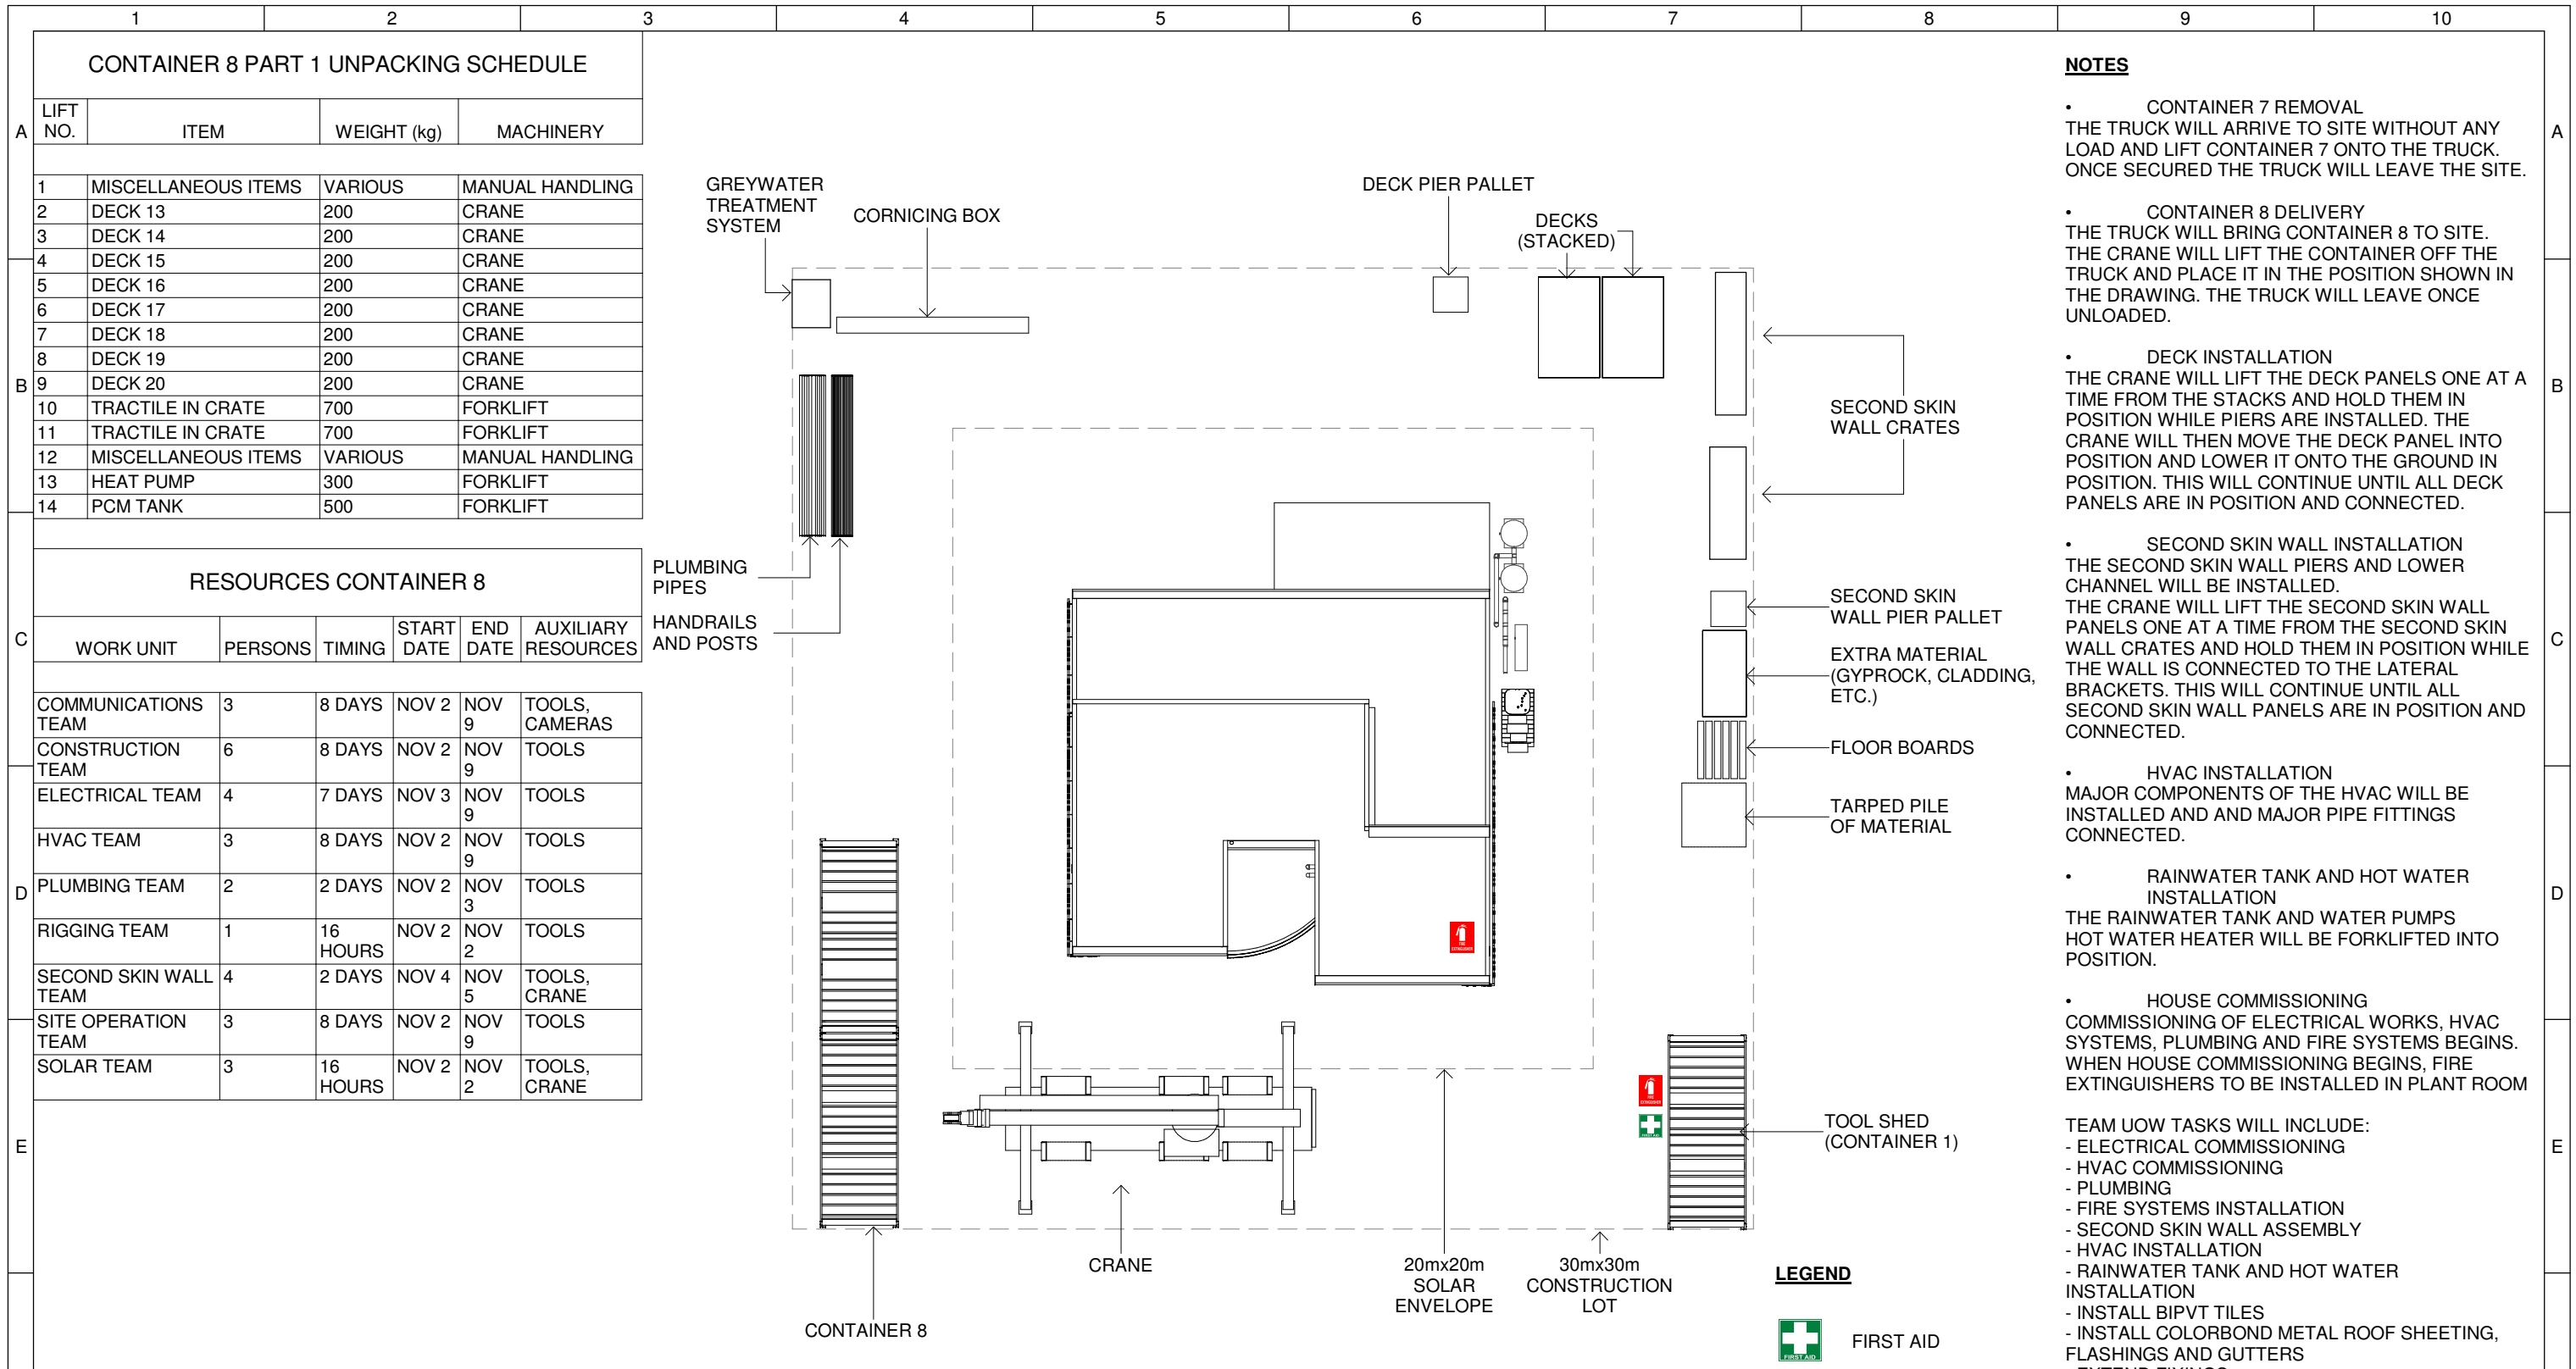 1 2 3 4 5 6 7 8 9 10
A
B
C
D
E
CONTAINER 8 PART 1 UNPACKING SCHEDULE
LIFT NO. ITEM WEIGHT (kg) MACHINERY
1 MISCELLANEOUS ITEMS VARIOUS MANUAL HANDLING
2 DECK 13 200 CRANE
3 DECK 14 200 CRANE
4 DECK 15 200 CRANE
5 DECK 16 200 CRANE
6 DECK 17 200 CRANE
7 DECK 18 200 CRANE
8 DECK 19 200 CRANE
9 DECK 20 200 CRANE
10 TRACTILE IN CRATE 700 FORKLIFT
11 TRACTILE IN CRATE 700 FORKLIFT
12 MISCELLANEOUS ITEMS VARIOUS MANUAL HANDLING
13 HEAT PUMP 300 FORKLIFT
14 PCM TANK 500 FORKLIFT
RESOURCES CONTAINER 8
WORK UNIT PERSONS TIMING START DATE END DATE AUXILIARY RESOURCES
COMMUNICATIONS TEAM 3 8 DAYS NOV 2 NOV 9 TOOLS, CAMERAS
CONSTRUCTION TEAM 6 8 DAYS NOV 2 NOV 9 TOOLS
ELECTRICAL TEAM 4 7 DAYS NOV 3 NOV 9 TOOLS
HVAC TEAM 3 8 DAYS NOV 2 NOV 9 TOOLS
PLUMBING TEAM 2 2 DAYS NOV 2 NOV 3 TOOLS
RIGGING TEAM 1 16 HOURS NOV 2 NOV 2 TOOLS
SECOND SKIN WALL TEAM 4 2 DAYS NOV 4 NOV 5 TOOLS, CRANE
SITE OPERATION TEAM 3 8 DAYS NOV 2 NOV 9 TOOLS
SOLAR TEAM 3 16 HOURS NOV 2 NOV 2 TOOLS, CRANE
GREYWATER
TREATMENT
SYSTEM
CORNICING BOX
DECK PIER PALLET
DECKS
(STACKED)
SECOND SKIN
WALL CRATES
PLUMBING
PIPES
HANDRAILS
AND POSTS
SECOND SKIN
WALL PIER PALLET
EXTRA MATERIAL
(GYPROCK, CLADDING,
ETC.)
FLOOR BOARDS
TARPED PILE
OF MATERIAL
FIRE
EXTINGUISHER
FIRE
EXTINGUISHER
FIRST AID
TOOL SHED
(CONTAINER 1)
CRANE
CONTAINER 8
20mx20m
SOLAR
ENVELOPE
30mx30m
CONSTRUCTION
LOT
LEGEND
FIRST AID
FIRST AID
NOTES
• CONTAINER 7 REMOVAL
THE TRUCK WILL ARRIVE TO SITE WITHOUT ANY
LOAD AND LIFT CONTAINER 7 ONTO THE TRUCK.
ONCE SECURED THE TRUCK WILL LEAVE THE SITE.
• CONTAINER 8 DELIVERY
THE TRUCK WILL BRING CONTAINER 8 TO SITE.
THE CRANE WILL LIFT THE CONTAINER OFF THE
TRUCK AND PLACE IT IN THE POSITION SHOWN IN
THE DRAWING. THE TRUCK WILL LEAVE ONCE
UNLOADED.
• DECK INSTALLATION
THE CRANE WILL LIFT THE DECK PANELS ONE AT A
TIME FROM THE STACKS AND HOLD THEM IN
POSITION WHILE PIERS ARE INSTALLED. THE
CRANE WILL THEN MOVE THE DECK PANEL INTO
POSITION AND LOWER IT ONTO THE GROUND IN
POSITION. THIS WILL CONTINUE UNTIL ALL DECK
PANELS ARE IN POSITION AND CONNECTED.
• SECOND SKIN WALL INSTALLATION
THE SECOND SKIN WALL PIERS AND LOWER
CHANNEL WILL BE INSTALLED.
THE CRANE WILL LIFT THE SECOND SKIN WALL
PANELS ONE AT A TIME FROM THE SECOND SKIN
WALL CRATES AND HOLD THEM IN POSITION WHILE
THE WALL IS CONNECTED TO THE LATERAL
BRACKETS. THIS WILL CONTINUE UNTIL ALL
SECOND SKIN WALL PANELS ARE IN POSITION AND
CONNECTED.
• HVAC INSTALLATION
MAJOR COMPONENTS OF THE HVAC WILL BE
INSTALLED AND AND MAJOR PIPE FITTINGS
CONNECTED.
• RAINWATER TANK AND HOT WATER
INSTALLATION
THE RAINWATER TANK AND WATER PUMPS
HOT WATER HEATER WILL BE FORKLIFTED INTO
POSITION.
• HOUSE COMMISSIONING
COMMISSIONING OF ELECTRICAL WORKS, HVAC
SYSTEMS, PLUMBING AND FIRE SYSTEMS BEGINS.
WHEN HOUSE COMMISSIONING BEGINS, FIRE
EXTINGUISHERS TO BE INSTALLED IN PLANT ROOM
TEAM UOW TASKS WILL INCLUDE:
- ELECTRICAL COMMISSIONING
- HVAC COMMISSIONING
- PLUMBING
- FIRE SYSTEMS INSTALLATION
- SECOND SKIN WALL ASSEMBLY
- HVAC INSTALLATION
- RAINWATER TANK AND HOT WATER
INSTALLATION
- INSTALL BIPVT TILES
- INSTALL COLORBOND METAL ROOF SHEETING,
FLASHINGS AND GUTTERS
A
B
C
D
E